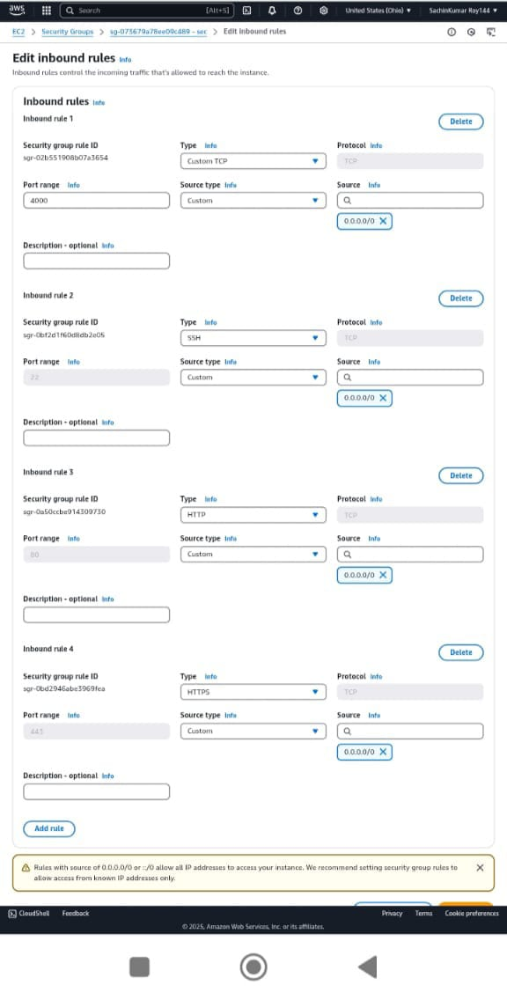 aws Search [Alt+S] United States (Ohio) SachinKumar Roy144
EC2 > Security Groups > sg-073679a78ee09c489 - sec > Edit inbound rules
Edit inbound rules Info
Inbound rules control the incoming traffic that's allowed to reach the instance.
Inbound rules Info
Inbound rule 1 Delete
Security group rule ID Type Info Protocol Info
sgr-02b551908b07a3654 Custom TCP TCP
Port range Info Source type Info Source Info
4000 Custom
0.0.0.0/0 X
Description - optional Info
Inbound rule 2 Delete
Security group rule ID Type Info Protocol Info
sgr-0bf2d1f60d8db2e05 SSH TCP
Port range Info Source type Info Source Info
22 Custom
0.0.0.0/0 X
Description - optional Info
Inbound rule 3 Delete
Security group rule ID Type Info Protocol Info
sgr-0a50ccbe914309730 HTTP TCP
Port range Info Source type Info Source Info
80 Custom
0.0.0.0/0 X
Description - optional Info
Inbound rule 4 Delete
Security group rule ID Type Info Protocol Info
sgr-0bd2946abe3969fea HTTPS TCP
Port range Info Source type Info Source Info
443 Custom
0.0.0.0/0 X
Description - optional Info
Add rule
Rules with source of 0.0.0.0/0 or ::/0 allow all IP addresses to access your instance. We recommend setting security group rules to
allow access from known IP addresses only.
CloudShell Feedback Privacy Terms Cookie preferences
© 2025, Amazon Web Services, Inc. or its affiliates.